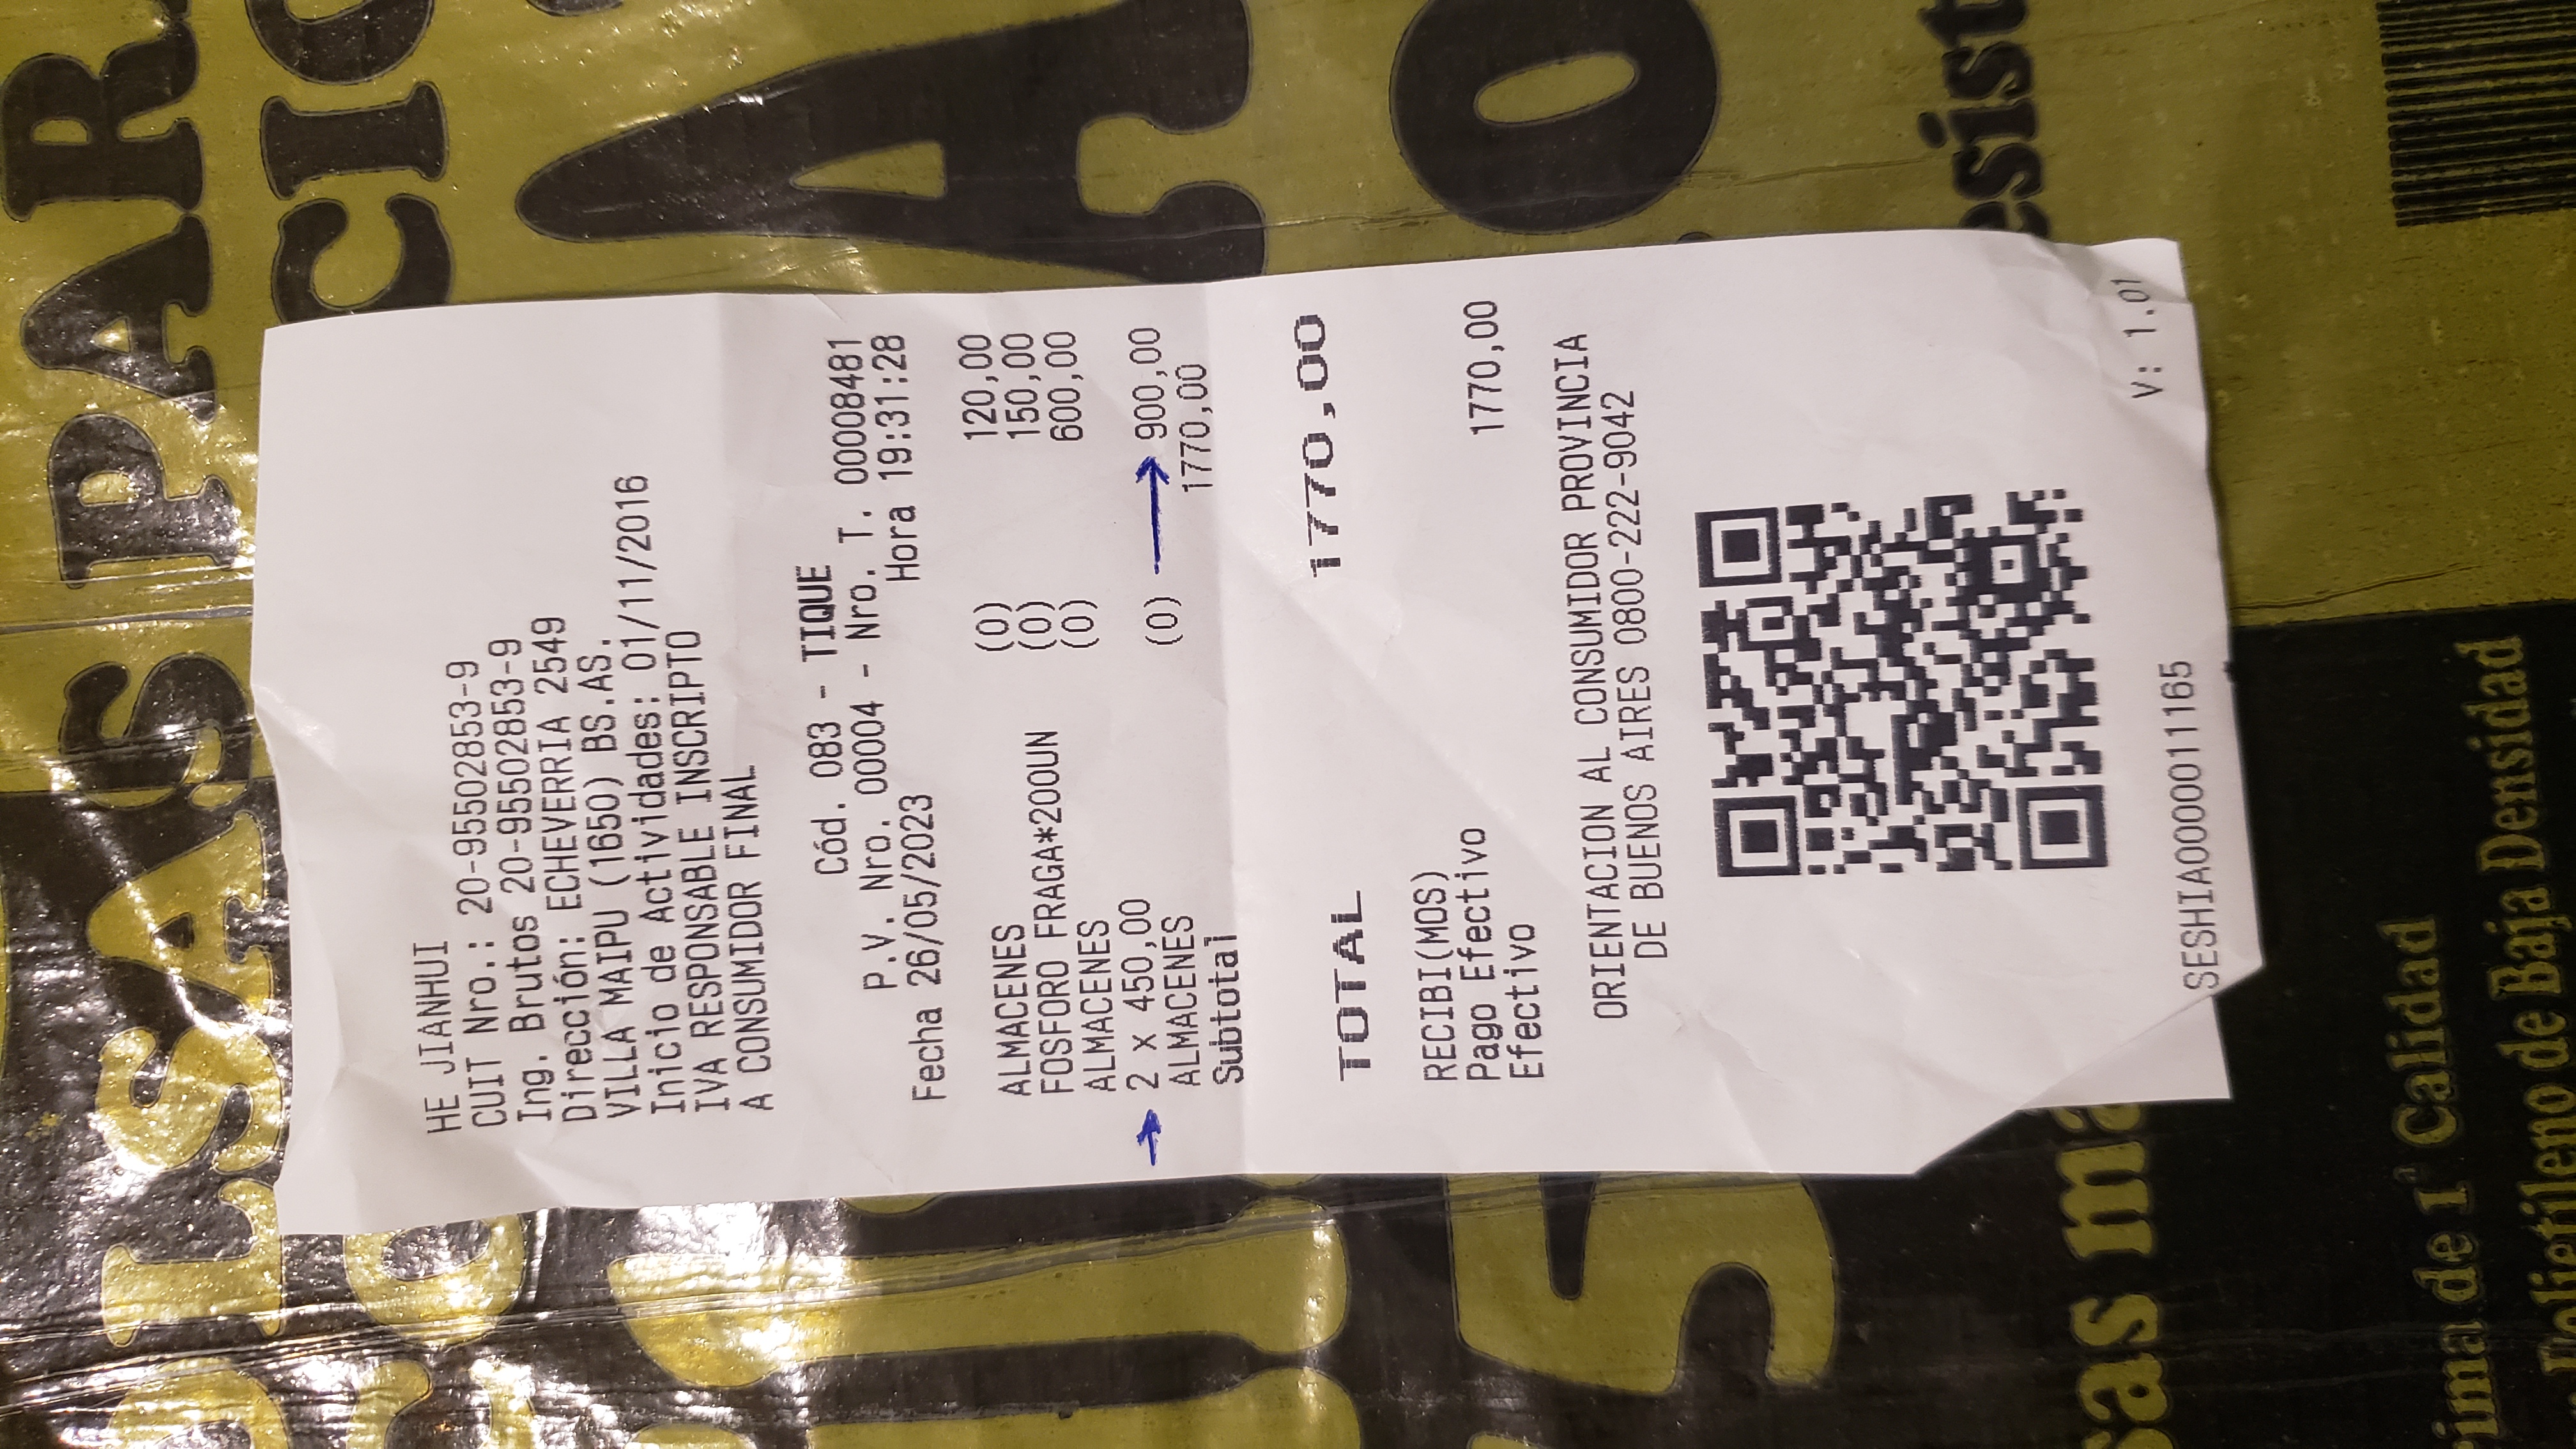 OLSAS PAR
CO
CIO
A
5
O
HE JIANHUI
CUIT Nro.: 20-95502853-9
Ing. Brutos 20-95502853-9
Dirección: ECHEVERRIA 2549
VILLA MAIPU (1650) BS.AS.
Inicio de Actividades: 01/11/2016
IVA RESPONSABLE INSCRIPTO
A CONSUMIDOR FINAL
Cód. 083 - TIQUE
P.V. Nro. 00004 - Nro. T. 00008481
Fecha 26/05/2023 Hora 19:31:28
ALMACENES (0) 120,00
FOSFORO FRAGA*200UN (0) 150,00
ALMACENES (0) 600,00
2 x 450,00
ALMACENES (0) 900,00
Subtotal 1770,00
TOTAL 1770,00
RECIBI(MOS)
Pago Efectivo
Efectivo 1770,00
ORIENTACION AL CONSUMIDOR PROVINCIA
DE BUENOS AIRES 0800-222-9042
SESHIA0000011165 V: 1.01
sas má
esist
rima de 1ª Calidad
Polietileno de Baja Densidad